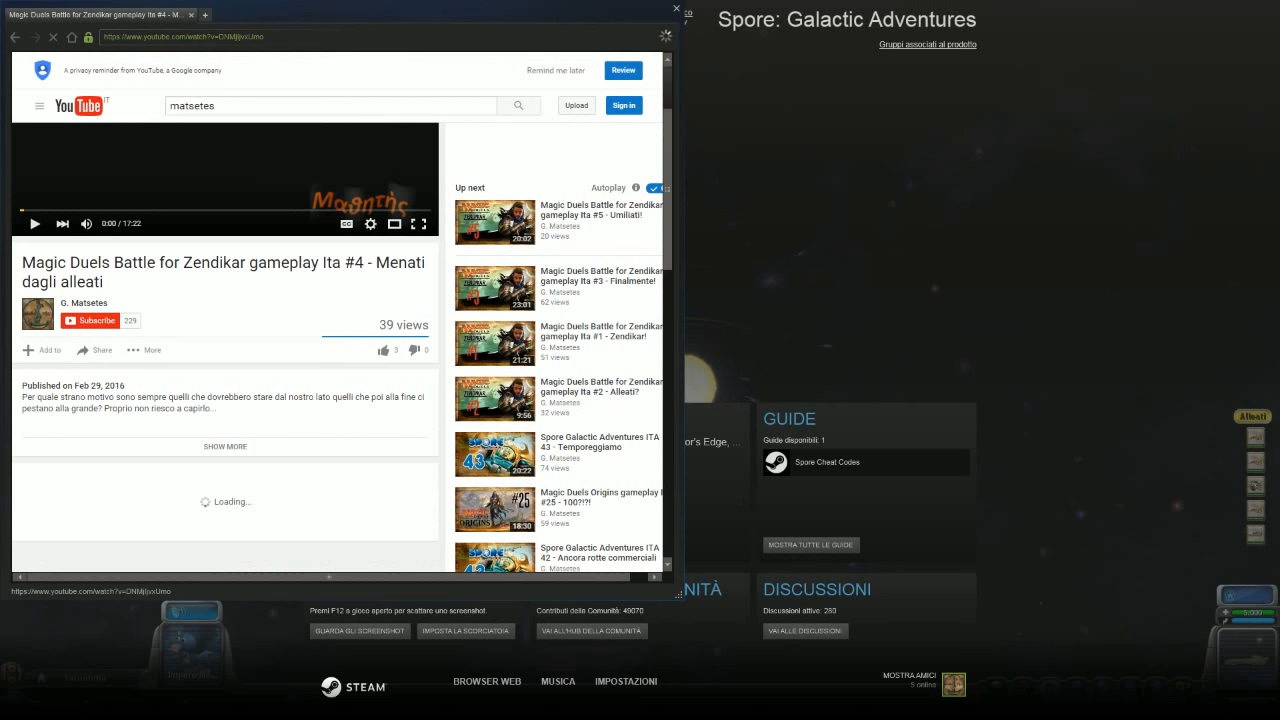 Magic Duels Battle for Zendikar gameplay Ita #4 - M...
Spore: Galactic Adventures
Gruppi associati al prodotto
A privacy reminder from YouTube, a Google company
Remind me later
Review
YouTube IT
matsetes
Upload
Sign in
Μαθητής
0:00 / 17:22
CC
Magic Duels Battle for Zendikar gameplay Ita #4 - Menati
dagli alleati
G. Matsetes
Subscribe 229
39 views
Add to
Share
More
3
0
Published on Feb 29, 2016
Per quale strano motivo sono sempre quelli che dovrebbero stare dal nostro lato quelli che poi alla fine ci
pestano alla grande? Proprio non riesco a capirlo...
SHOW MORE
Loading...
Up next
Autoplay
Magic Duels Battle for Zendikar
gameplay Ita #5 - Umiliati!
G. Matsetes
20 views
20:02
Magic Duels Battle for Zendikar
gameplay Ita #3 - Finalmente!
G. Matsetes
62 views
23:01
Magic Duels Battle for Zendikar
gameplay Ita #1 - Zendikar!
G. Matsetes
51 views
21:21
Magic Duels Battle for Zendikar
gameplay Ita #2 - Alleati?
G. Matsetes
32 views
9:56
Spore Galactic Adventures ITA
43 - Temporeggiamo
G. Matsetes
74 views
SPORE
43
20:22
Magic Duels Origins gameplay I
#25 - 100?!?!
G. Matsetes
59 views
#25
ORIGINS
18:30
Spore Galactic Adventures ITA
42 - Ancora rotte commerciali
G. Matsetes
or's Edge, ...
GUIDE
Guide disponibili: 1
Spore Cheat Codes
MOSTRA TUTTE LE GUIDE
Alleati
NITÀ
DISCUSSIONI
Premi F12 a gioco aperto per scattare uno screenshot.
Contributi della Comunità: 49070
Discussioni attive: 280
GUARDA GLI SCREENSHOT
IMPOSTA LA SCORCIATOIA
VAI ALL'HUB DELLA COMUNITÀ
VAI ALLE DISCUSSIONI
STEAM
BROWSER WEB
MUSICA
IMPOSTAZIONI
MOSTRA AMICI
5 online